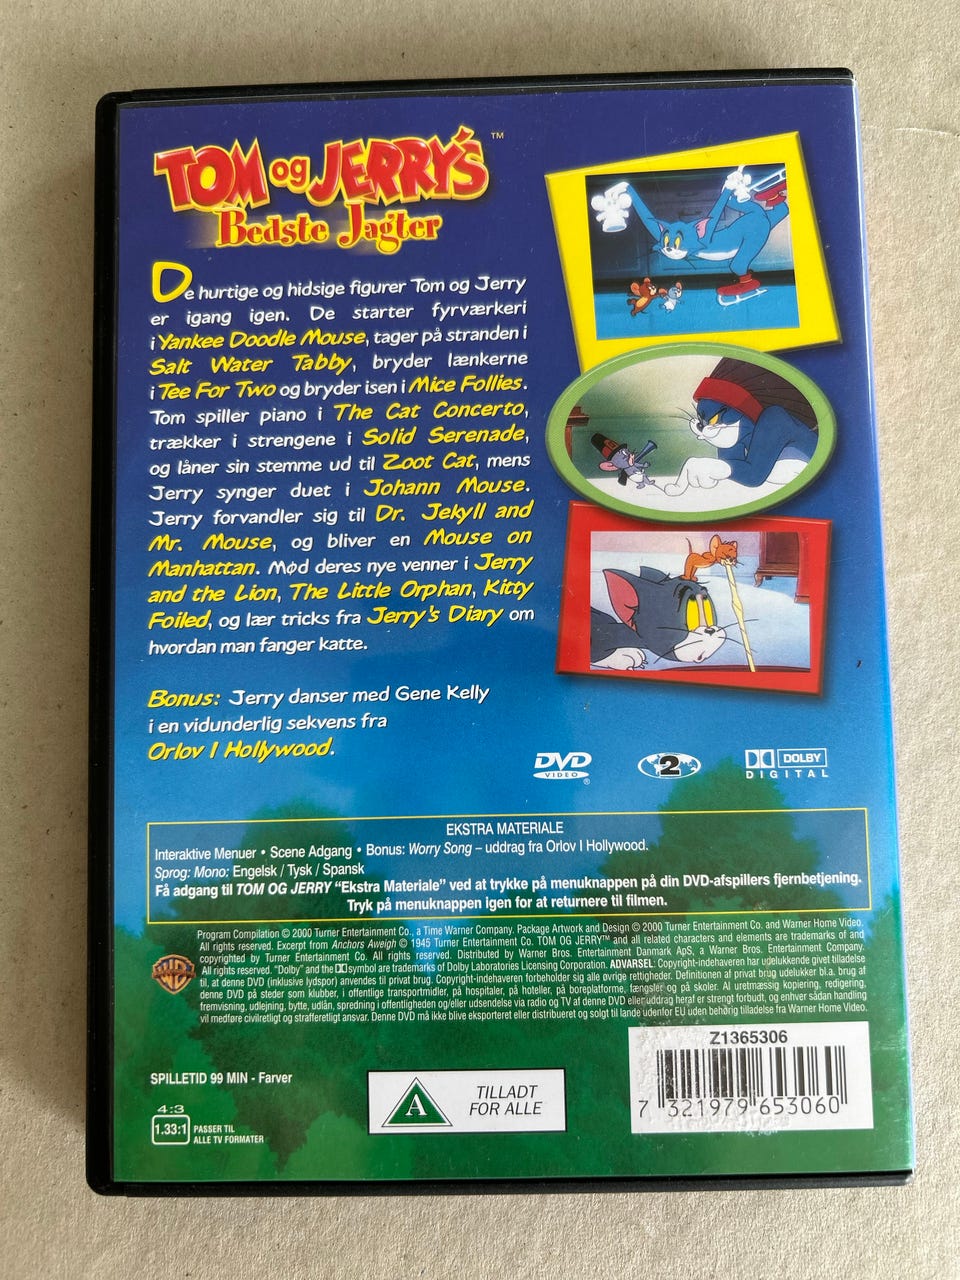 TOM og JERRY'S™
Bedste Jagter
De hurtige og hidsige figurer Tom og Jerry
er igang igen. De starter fyrværkeri
i Yankee Doodle Mouse, tager på stranden i
Salt Water Tabby, bryder lænkerne
i Tee For Two og bryder isen i Mice Follies.
Tom spiller piano i The Cat Concerto,
trækker i strengene i Solid Serenade,
og låner sin stemme ud til Zoot Cat, mens
Jerry synger duet i Johann Mouse.
Jerry forvandler sig til Dr. Jekyll and
Mr. Mouse, og bliver en Mouse on
Manhattan. Mød deres nye venner i Jerry
and the Lion, The Little Orphan, Kitty
Foiled, og lær tricks fra Jerry's Diary om
hvordan man fanger katte.
Bonus: Jerry danser med Gene Kelly
i en vidunderlig sekvens fra
Orlov I Hollywood.
DVD
VIDEO ®
2
DOLBY
DIGITAL
EKSTRA MATERIALE
Interaktive Menuer • Scene Adgang • Bonus: Worry Song – uddrag fra Orlov I Hollywood.
Sprog: Mono: Engelsk / Tysk / Spansk
Få adgang til TOM OG JERRY “Ekstra Materiale” ved at trykke på menuknappen på din DVD-afspillers fjernbetjening.
Tryk på menuknappen igen for at returnere til filmen.
Program Compilation © 2000 Turner Entertainment Co., a Time Warner Company. Package Artwork and Design © 2000 Turner Entertainment Co. and Warner Home Video.
All rights reserved. Excerpt from Anchors Aweigh © 1945 Turner Entertainment Co. TOM OG JERRY™ and all related characters and elements are trademarks of and
copyrighted by Turner Entertainment Co. All rights reserved. Distributed by Warner Bros. Entertainment Danmark ApS, a Warner Bros. Entertainment Company.
All rights reserved. "Dolby" and the symbol are trademarks of Dolby Laboratories Licensing Corporation. ADVARSEL: Copyright-indehaveren har udelukkende givet tilladelse
til, at denne DVD (inklusive lydspor) anvendes til privat brug. Copyright-indehaveren forbeholder sig alle øvrige rettigheder. Definitionen af privat brug udelukker bl.a. brug af
denne DVD på steder som klubber, i offentlige transportmidler, på hospitaler, på hoteller, på boreplatforme, fængsler, og på skoler. Al uretmæssig kopiering, redigering,
fremvisning, udlejning, bytte, udlån, spredning i offentligheden og/eller udsendelse via radio og TV af denne DVD eller uddrag heraf er strengt forbudt, og enhver sådan handling
vil medføre civilretligt og strafferetligt ansvar. Denne DVD må ikke blive eksporteret eller distribueret og solgt til lande udenfor EU uden behørig tilladelse fra Warner Home Video.
WB
SPILLETID 99 MIN - Farver
4:3
1.33:1
PASSER TIL
ALLE TV FORMATER
A
TILLADT
FOR ALLE
Z1365306
7 321979 653060